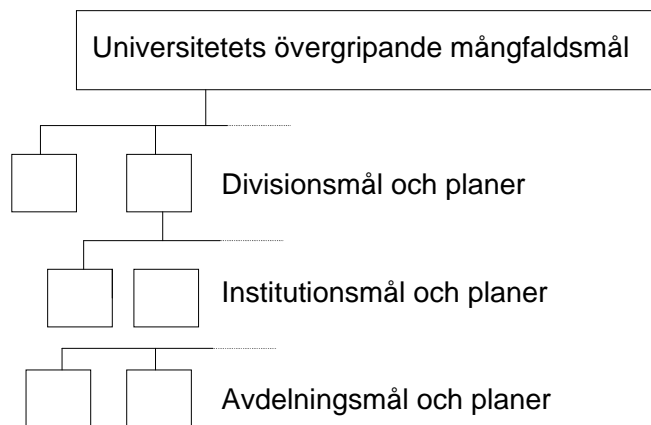 Universitetets övergripande mångfaldsmål
Divisionsmål och planer
Institutionsmål och planer
Avdelningsmål och planer